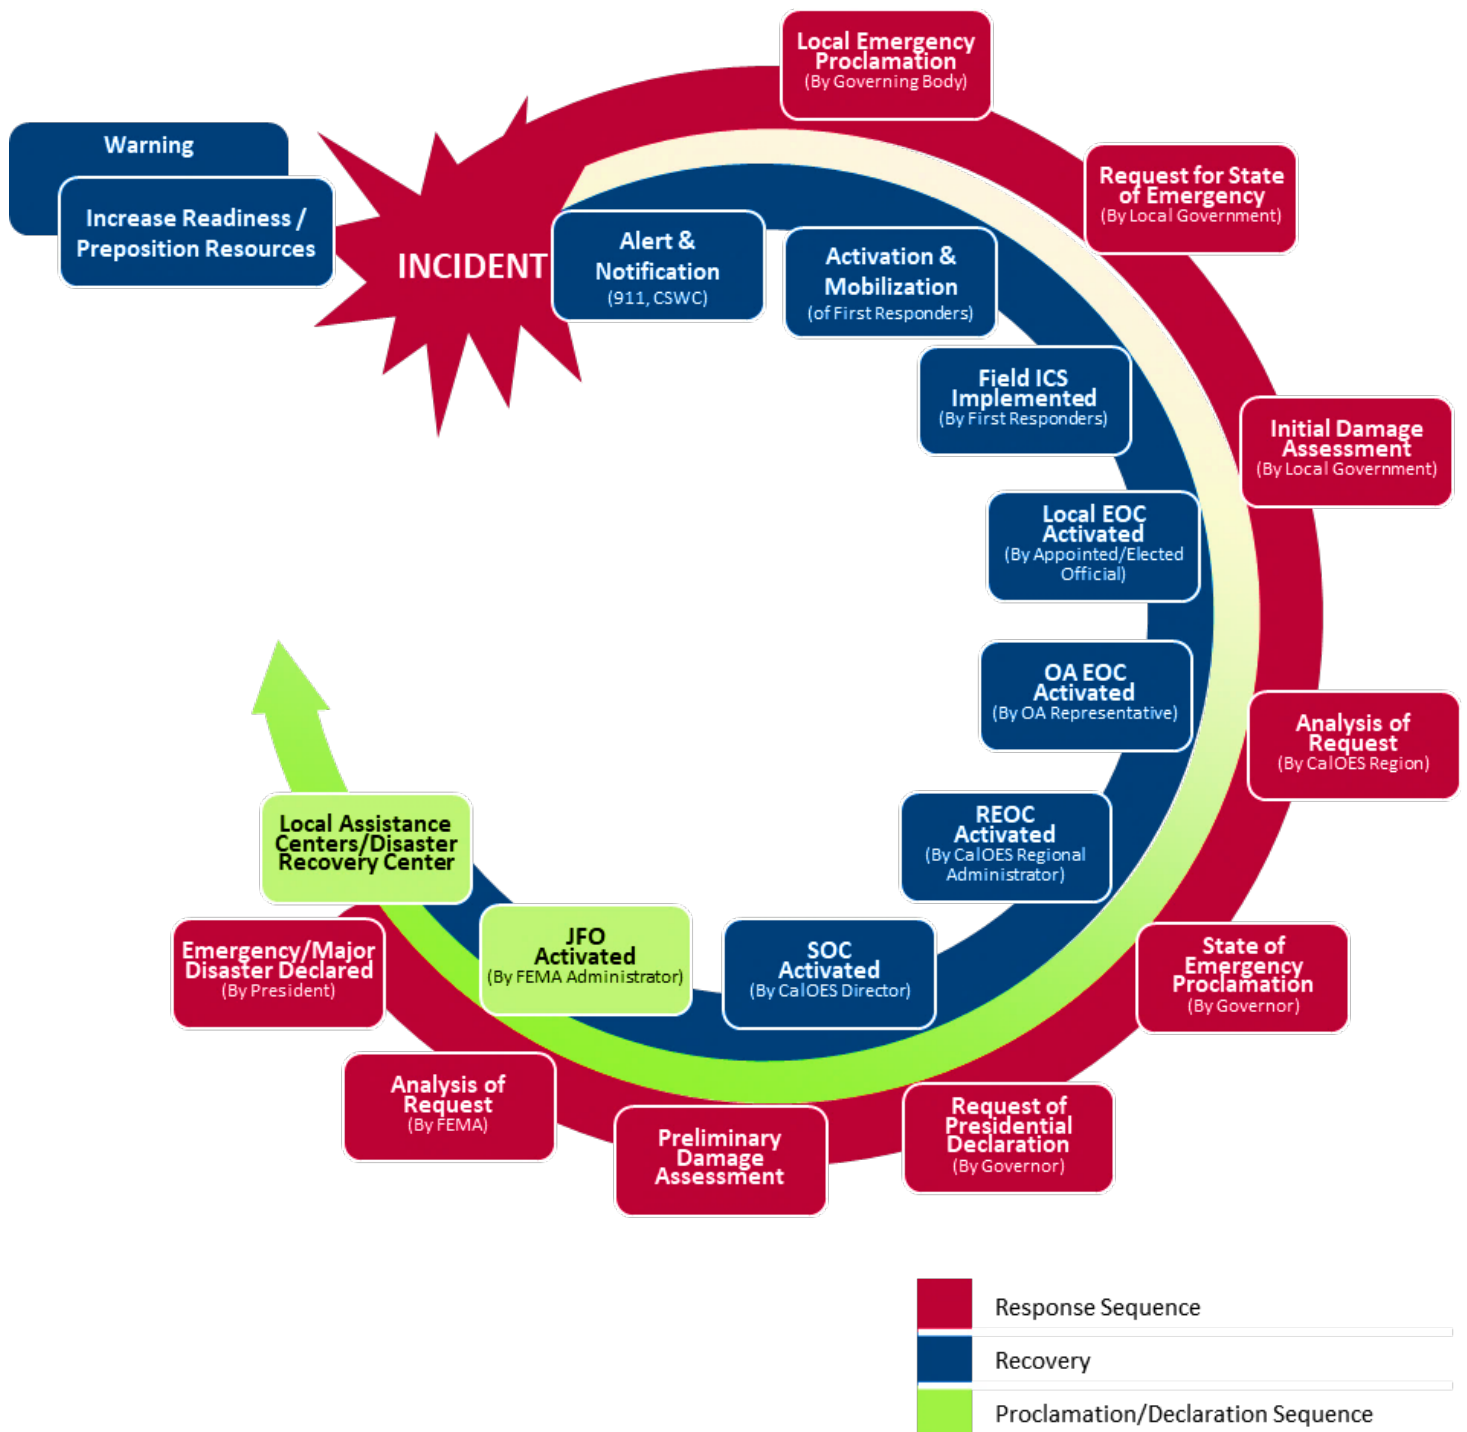 Warning
Increase Readiness /
Preposition Resources
INCIDENT
Local Emergency
Proclamation
(By Governing Body)
Request for State
of Emergency
(By Local Government)
Initial Damage
Assessment
(By Local Government)
Analysis of
Request
(By CalOES Region)
State of
Emergency
Proclamation
(By Governor)
Request of
Presidential
Declaration
(By Governor)
Preliminary
Damage
Assessment
Analysis of
Request
(By FEMA)
Emergency/Major
Disaster Declared
(By President)
Alert &
Notification
(911, CSWC)
Activation &
Mobilization
(of First Responders)
Field ICS
Implemented
(By First Responders)
Local EOC
Activated
(By Appointed/Elected
Official)
OA EOC
Activated
(By OA Representative)
REOC
Activated
(By CalOES Regional
Administrator)
SOC
Activated
(By CalOES Director)
JFO
Activated
(By FEMA Administrator)
Local Assistance
Centers/Disaster
Recovery Center
Response Sequence
Recovery
Proclamation/Declaration Sequence